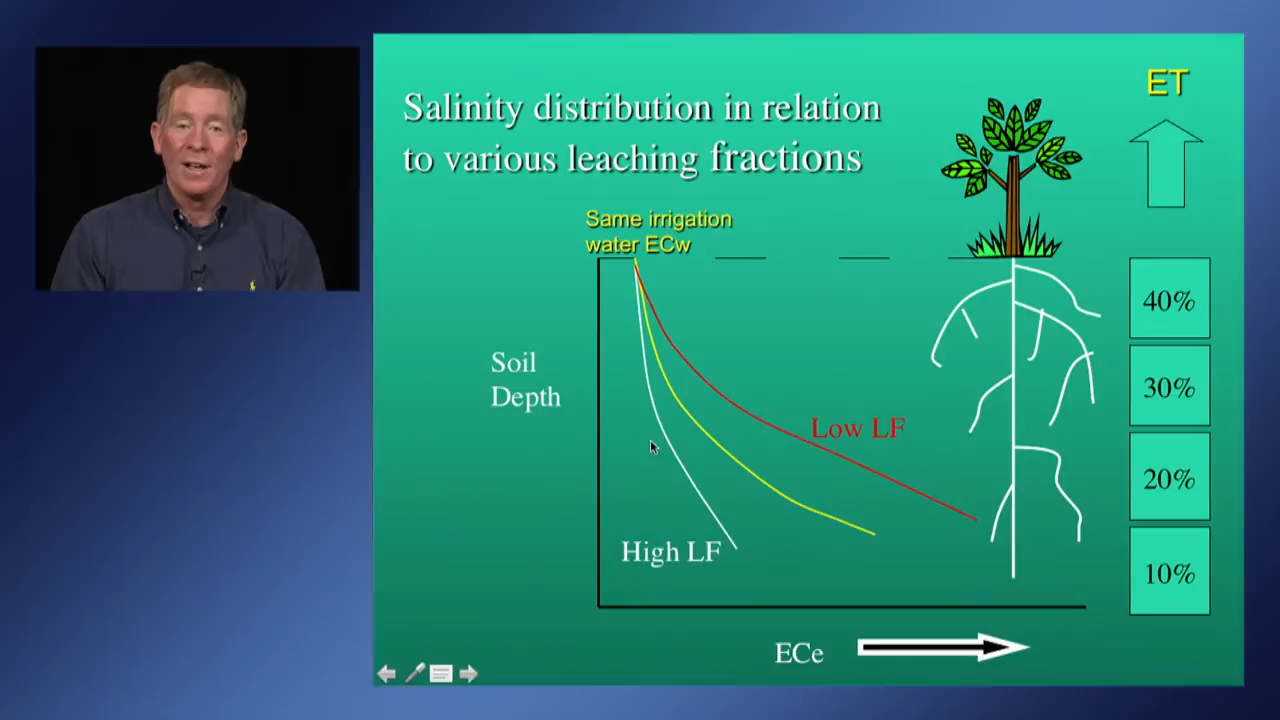 ET
Salinity distribution in relation
to various leaching fractions
Same irrigation
water ECw
40%
Soil
Depth
30%
Low LF
20%
High LF
10%
ECe